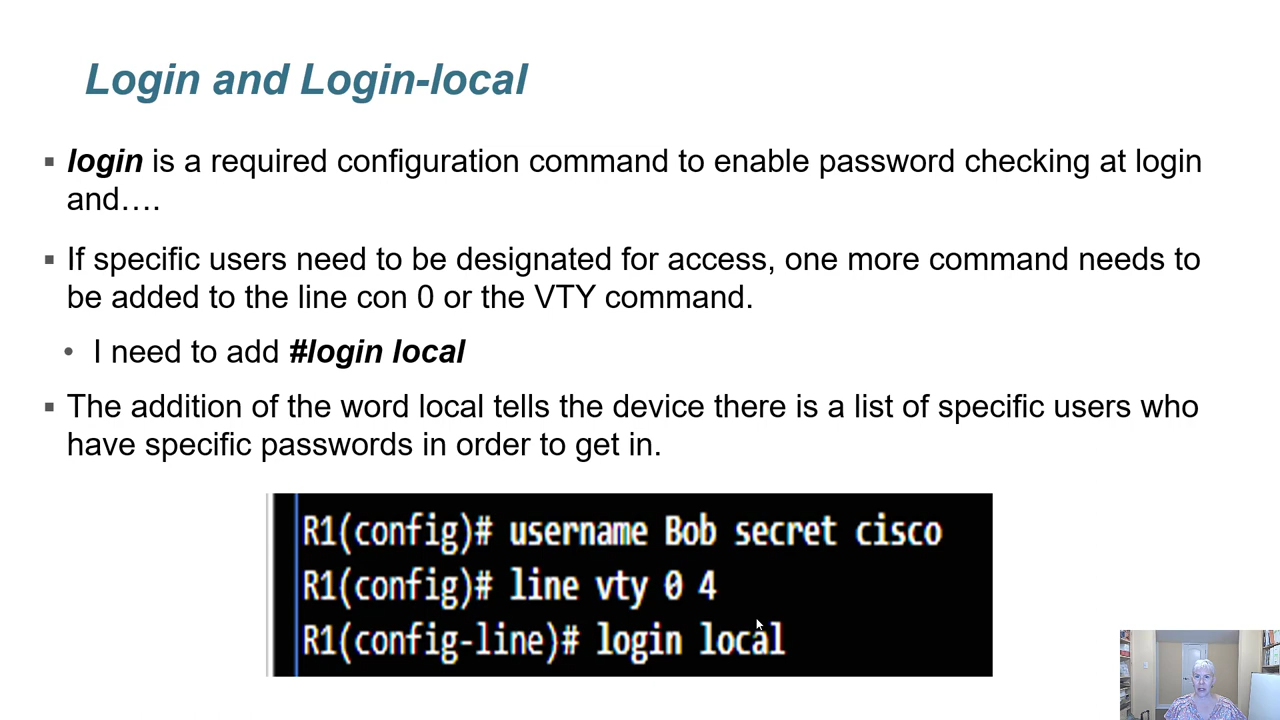 Login and Login-local
▪ login is a required configuration command to enable password checking at login
and….
▪ If specific users need to be designated for access, one more command needs to
be added to the line con 0 or the VTY command.
• I need to add #login local
▪ The addition of the word local tells the device there is a list of specific users who
have specific passwords in order to get in.
R1(config)# username Bob secret cisco
R1(config)# line vty 0 4
R1(config-line)# login local